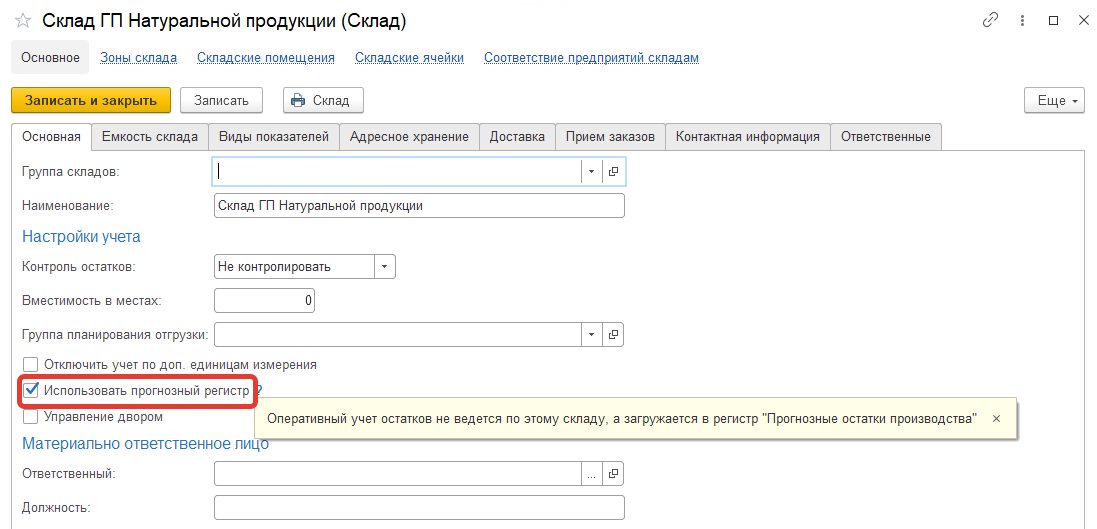 Склад ГП Натуральной продукции (Склад)
Основное Зоны склада Складские помещения Складские ячейки Соответствие предприятий складам
Записать и закрыть Записать Склад Еще
Основная Емкость склада Виды показателей Адресное хранение Доставка Прием заказов Контактная информация Ответственные
Группа складов:
Наименование: Склад ГП Натуральной продукции
Настройки учета
Контроль остатков: Не контролировать
Вместимость в местах: 0
Группа планирования отгрузки:
Отключить учет по доп. единицам измерения
Использовать прогнозный регистр ?
Управление двором
Оперативный учет остатков не ведется по этому складу, а загружается в регистр "Прогнозные остатки производства" ×
Материально ответственное лицо
Ответственный: ...
Должность: